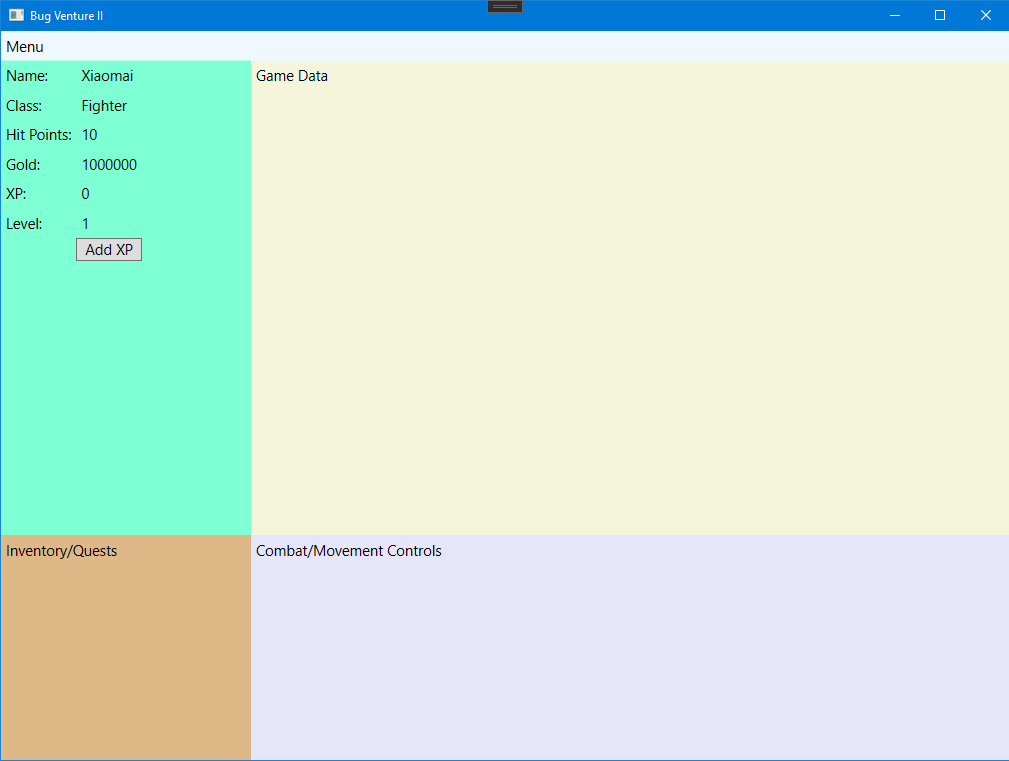 Bug Venture II
Menu
Name: Xiaomai
Class: Fighter
Hit Points: 10
Gold: 1000000
XP: 0
Level: 1
Add XP
Game Data
Inventory/Quests
Combat/Movement Controls